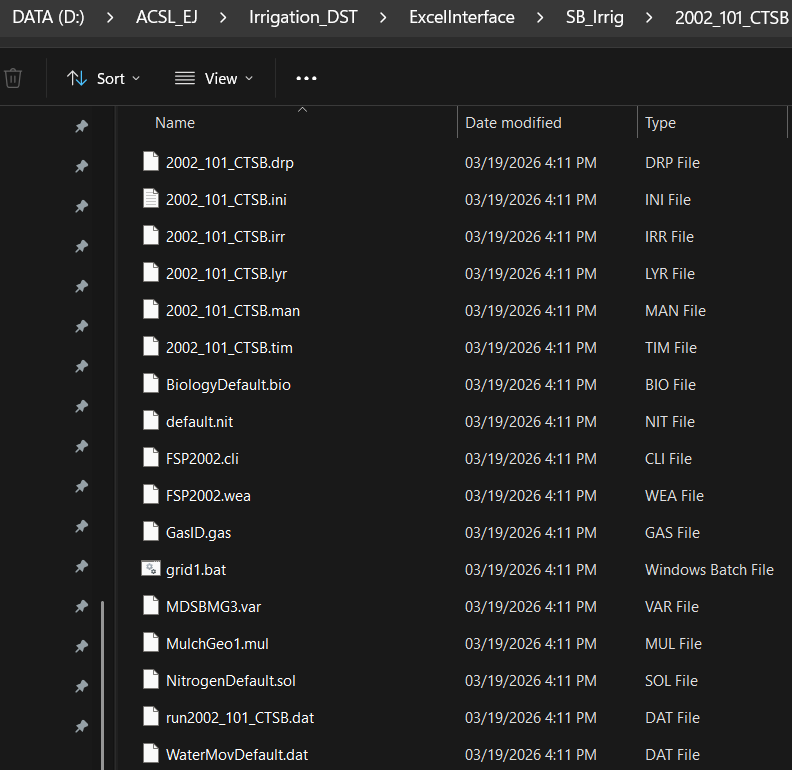 DATA (D:) > ACSL_EJ > Irrigation_DST > ExcelInterface > SB_Irrig > 2002_101_CTSB
Sort View ...
Name Date modified Type
2002_101_CTSB.drp 03/19/2026 4:11 PM DRP File
2002_101_CTSB.ini 03/19/2026 4:11 PM INI File
2002_101_CTSB.irr 03/19/2026 4:11 PM IRR File
2002_101_CTSB.lyr 03/19/2026 4:11 PM LYR File
2002_101_CTSB.man 03/19/2026 4:11 PM MAN File
2002_101_CTSB.tim 03/19/2026 4:11 PM TIM File
BiologyDefault.bio 03/19/2026 4:11 PM BIO File
default.nit 03/19/2026 4:11 PM NIT File
FSP2002.cli 03/19/2026 4:11 PM CLI File
FSP2002.wea 03/19/2026 4:11 PM WEA File
GasID.gas 03/19/2026 4:11 PM GAS File
grid1.bat 03/19/2026 4:11 PM Windows Batch File
MDSBMG3.var 03/19/2026 4:11 PM VAR File
MulchGeo1.mul 03/19/2026 4:11 PM MUL File
NitrogenDefault.sol 03/19/2026 4:11 PM SOL File
run2002_101_CTSB.dat 03/19/2026 4:11 PM DAT File
WaterMovDefault.dat 03/19/2026 4:11 PM DAT File